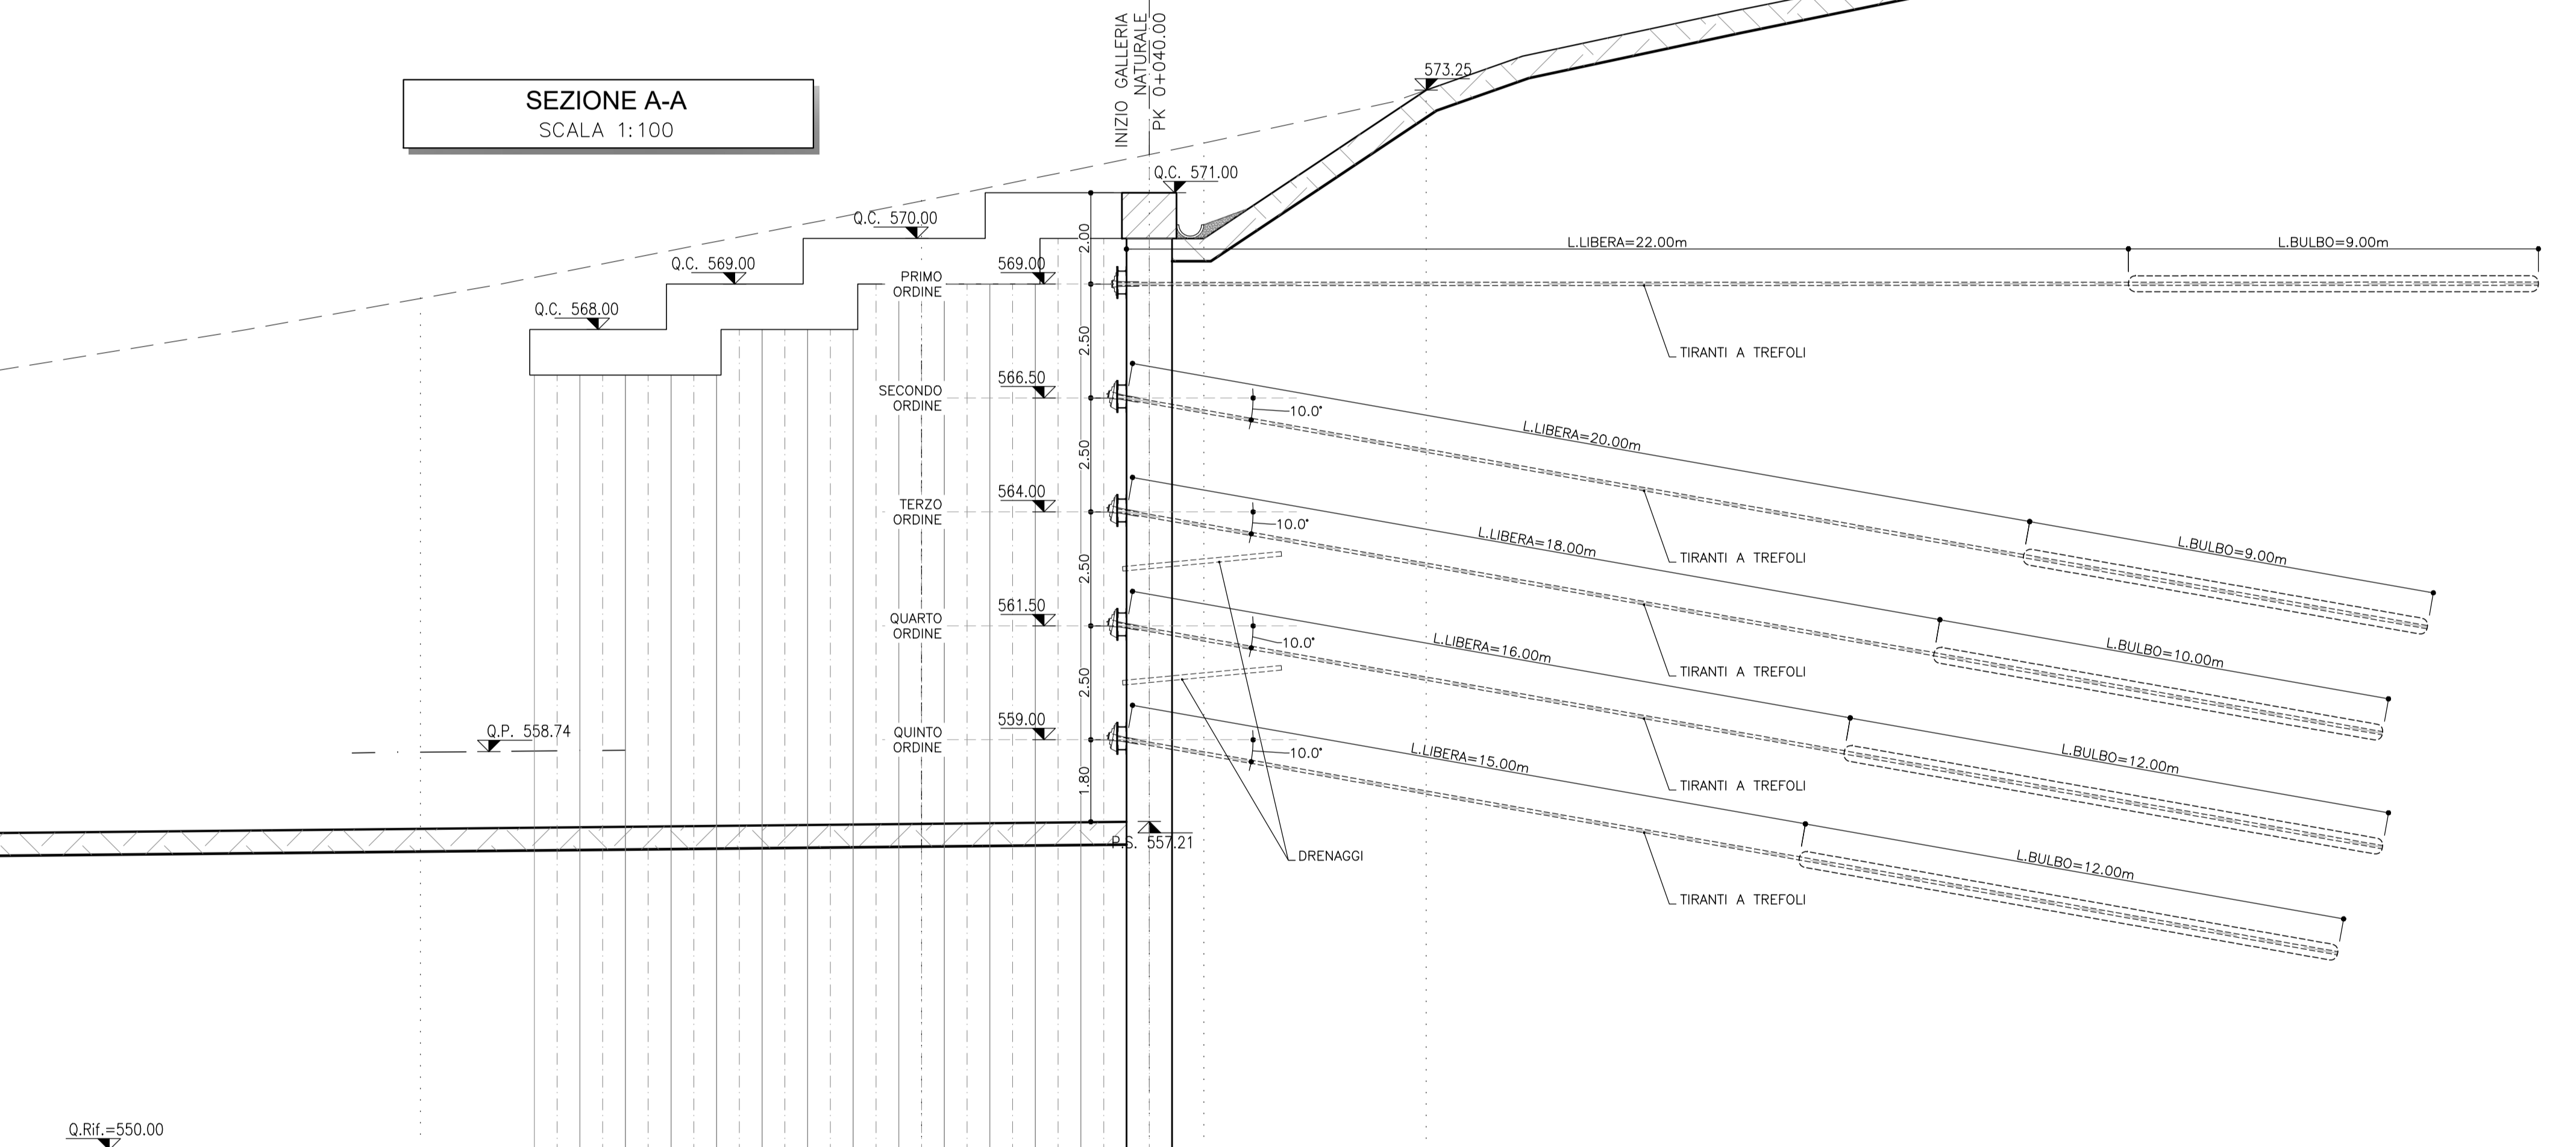 SEZIONE A-A
SCALA 1:100
INIZIO GALLERIA
NATURALE
PK 0+040.00
573.25
Q.C. 571.00
Q.C. 570.00
Q.C. 569.00
Q.C. 568.00
2.00
L.LIBERA=22.00m
L.BULBO=9.00m
PRIMO
ORDINE
569.00
TIRANTI A TREFOLI
2.50
SECONDO
ORDINE
566.50
10.0°
L.LIBERA=20.00m
L.BULBO=9.00m
TIRANTI A TREFOLI
2.50
TERZO
ORDINE
564.00
10.0°
L.LIBERA=18.00m
L.BULBO=10.00m
TIRANTI A TREFOLI
2.50
QUARTO
ORDINE
561.50
10.0°
L.LIBERA=16.00m
L.BULBO=12.00m
TIRANTI A TREFOLI
2.50
QUINTO
ORDINE
559.00
10.0°
L.LIBERA=15.00m
L.BULBO=12.00m
TIRANTI A TREFOLI
1.80
Q.P. 558.74
P.S. 557.21
DRENAGGI
Q.Rif.=550.00